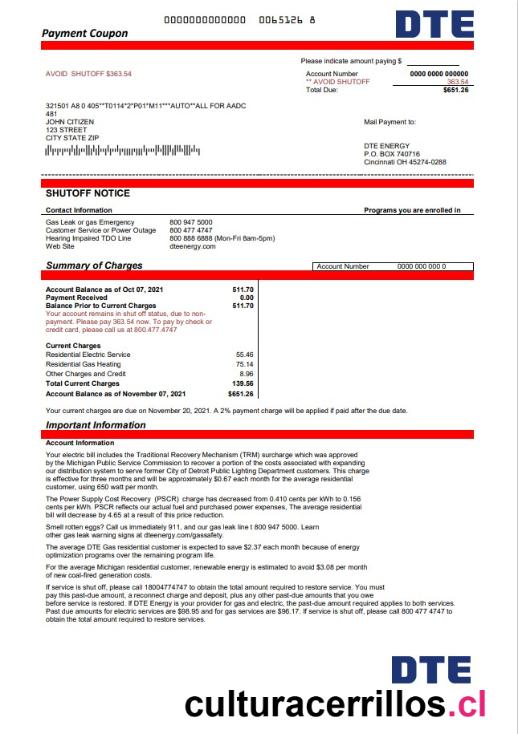 0000000000000 0065126 8
DTE
Payment Coupon
Please indicate amount paying $
AVOID SHUTOFF $363.54
Account Number 0000 0000 000000
** AVOID SHUTOFF 363.54
Total Due: $651.26
321501 A8 0 405**T0114*2*P01*M11***AUTO**ALL FOR AADC
481
JOHN CITIZEN
123 STREET
CITY STATE ZIP
Mail Payment to:
DTE ENERGY
P.O. BOX 740716
Cincinnati OH 45274-0288
SHUTOFF NOTICE
Contact Information Programs you are enrolled in
Gas Leak or gas Emergency 800 947 5000
Customer Service or Power Outage 800 477 4747
Hearing Impaired TDO Line 800 888 6888 (Mon-Fri 8am-5pm)
Web Site dteenergy.com
Summary of Charges Account Number 0000 000 000 0
Account Balance as of Oct 07, 2021 511.70
Payment Received 0.00
Balance Prior to Current Charges 511.70
Your account remains in shut off status, due to non-
payment. Please pay 363.54 now. To pay by check or
credit card, please call us at 800.477.4747
Current Charges
Residential Electric Service 55.46
Residential Gas Heating 75.14
Other Charges and Credit 8.96
Total Current Charges 139.56
Account Balance as of November 07, 2021 $651.26
Your current charges are due on November 20, 2021. A 2% payment charge will be applied if paid after the due date.
Important Information
Account Information
Your electric bill includes the Traditional Recovery Mechanism (TRM) surcharge which was approved
by the Michigan Public Service Commission to recover a portion of the costs associated with expanding
our distribution system to serve former City of Detroit Public Lighting Department customers. This charge
is effective for three months and will be approximately $0.67 each month for the average residential
customer, using 650 watt per month.
The Power Supply Cost Recovery (PSCR) charge has decreased from 0.410 cents per kWh to 0.156
cents per kWh. PSCR reflects our actual fuel and purchased power expenses. The average residential
bill will decrease by 4.65 at a result of this price reduction.
Smell rotten eggs? Call us immediately 911, and our gas leak line t 800 947 5000. Learn
other gas leak warning signs at dteenergy.com/gassafety.
The average DTE Gas residential customer is expected to save $2.37 each month because of energy
optimization programs over the remaining program life.
For the average Michigan residential customer, renewable energy is estimated to avoid $3.08 per month
of new coal-fired generation costs.
If service is shut off, please call 18004774747 to obtain the total amount required to restore service. You must
pay this past-due amount, a reconnect charge and deposit, plus any other past-due amounts that you owe
before service is restored. If DTE Energy is your provider for gas and electric, the past-due amount required applies to both services.
Past due amounts for electric services are $98.95 and for gas services are $96.17. If service is shut off, please call 800 477 4747 to
obtain the total amount required to restore services.
DTE
culturacerrillos.cl